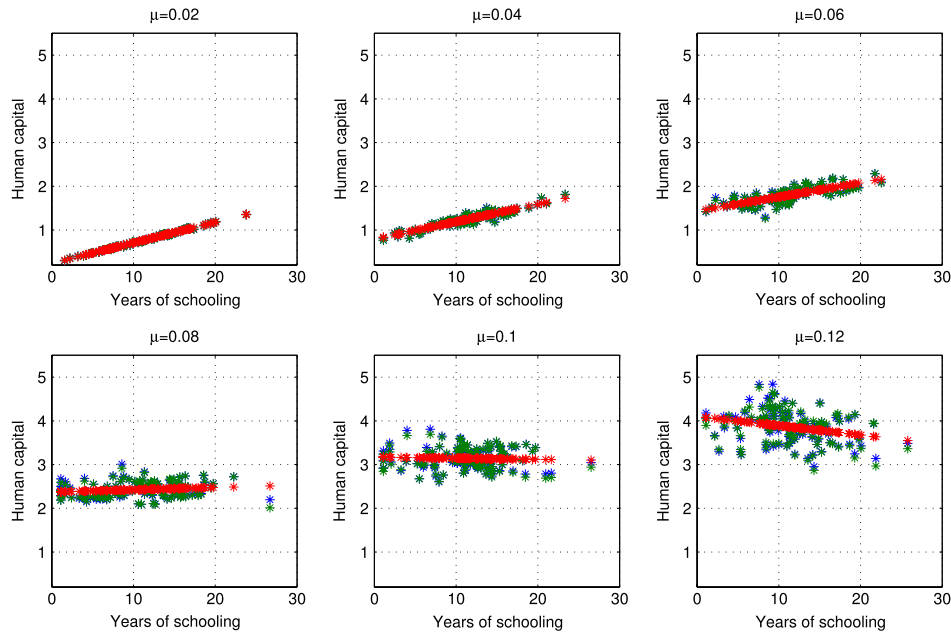 μ=0.02 μ=0.04 μ=0.06
5 5 5
4 4 4
Human capital Human capital Human capital
3 3 3
2 2 2
1 1 1
0 10 20 30 0 10 20 30 0 10 20 30
Years of schooling Years of schooling Years of schooling
μ=0.08 μ=0.1 μ=0.12
5 5 5
4 4 4
Human capital Human capital Human capital
3 3 3
2 2 2
1 1 1
0 10 20 30 0 10 20 30 0 10 20 30
Years of schooling Years of schooling Years of schooling